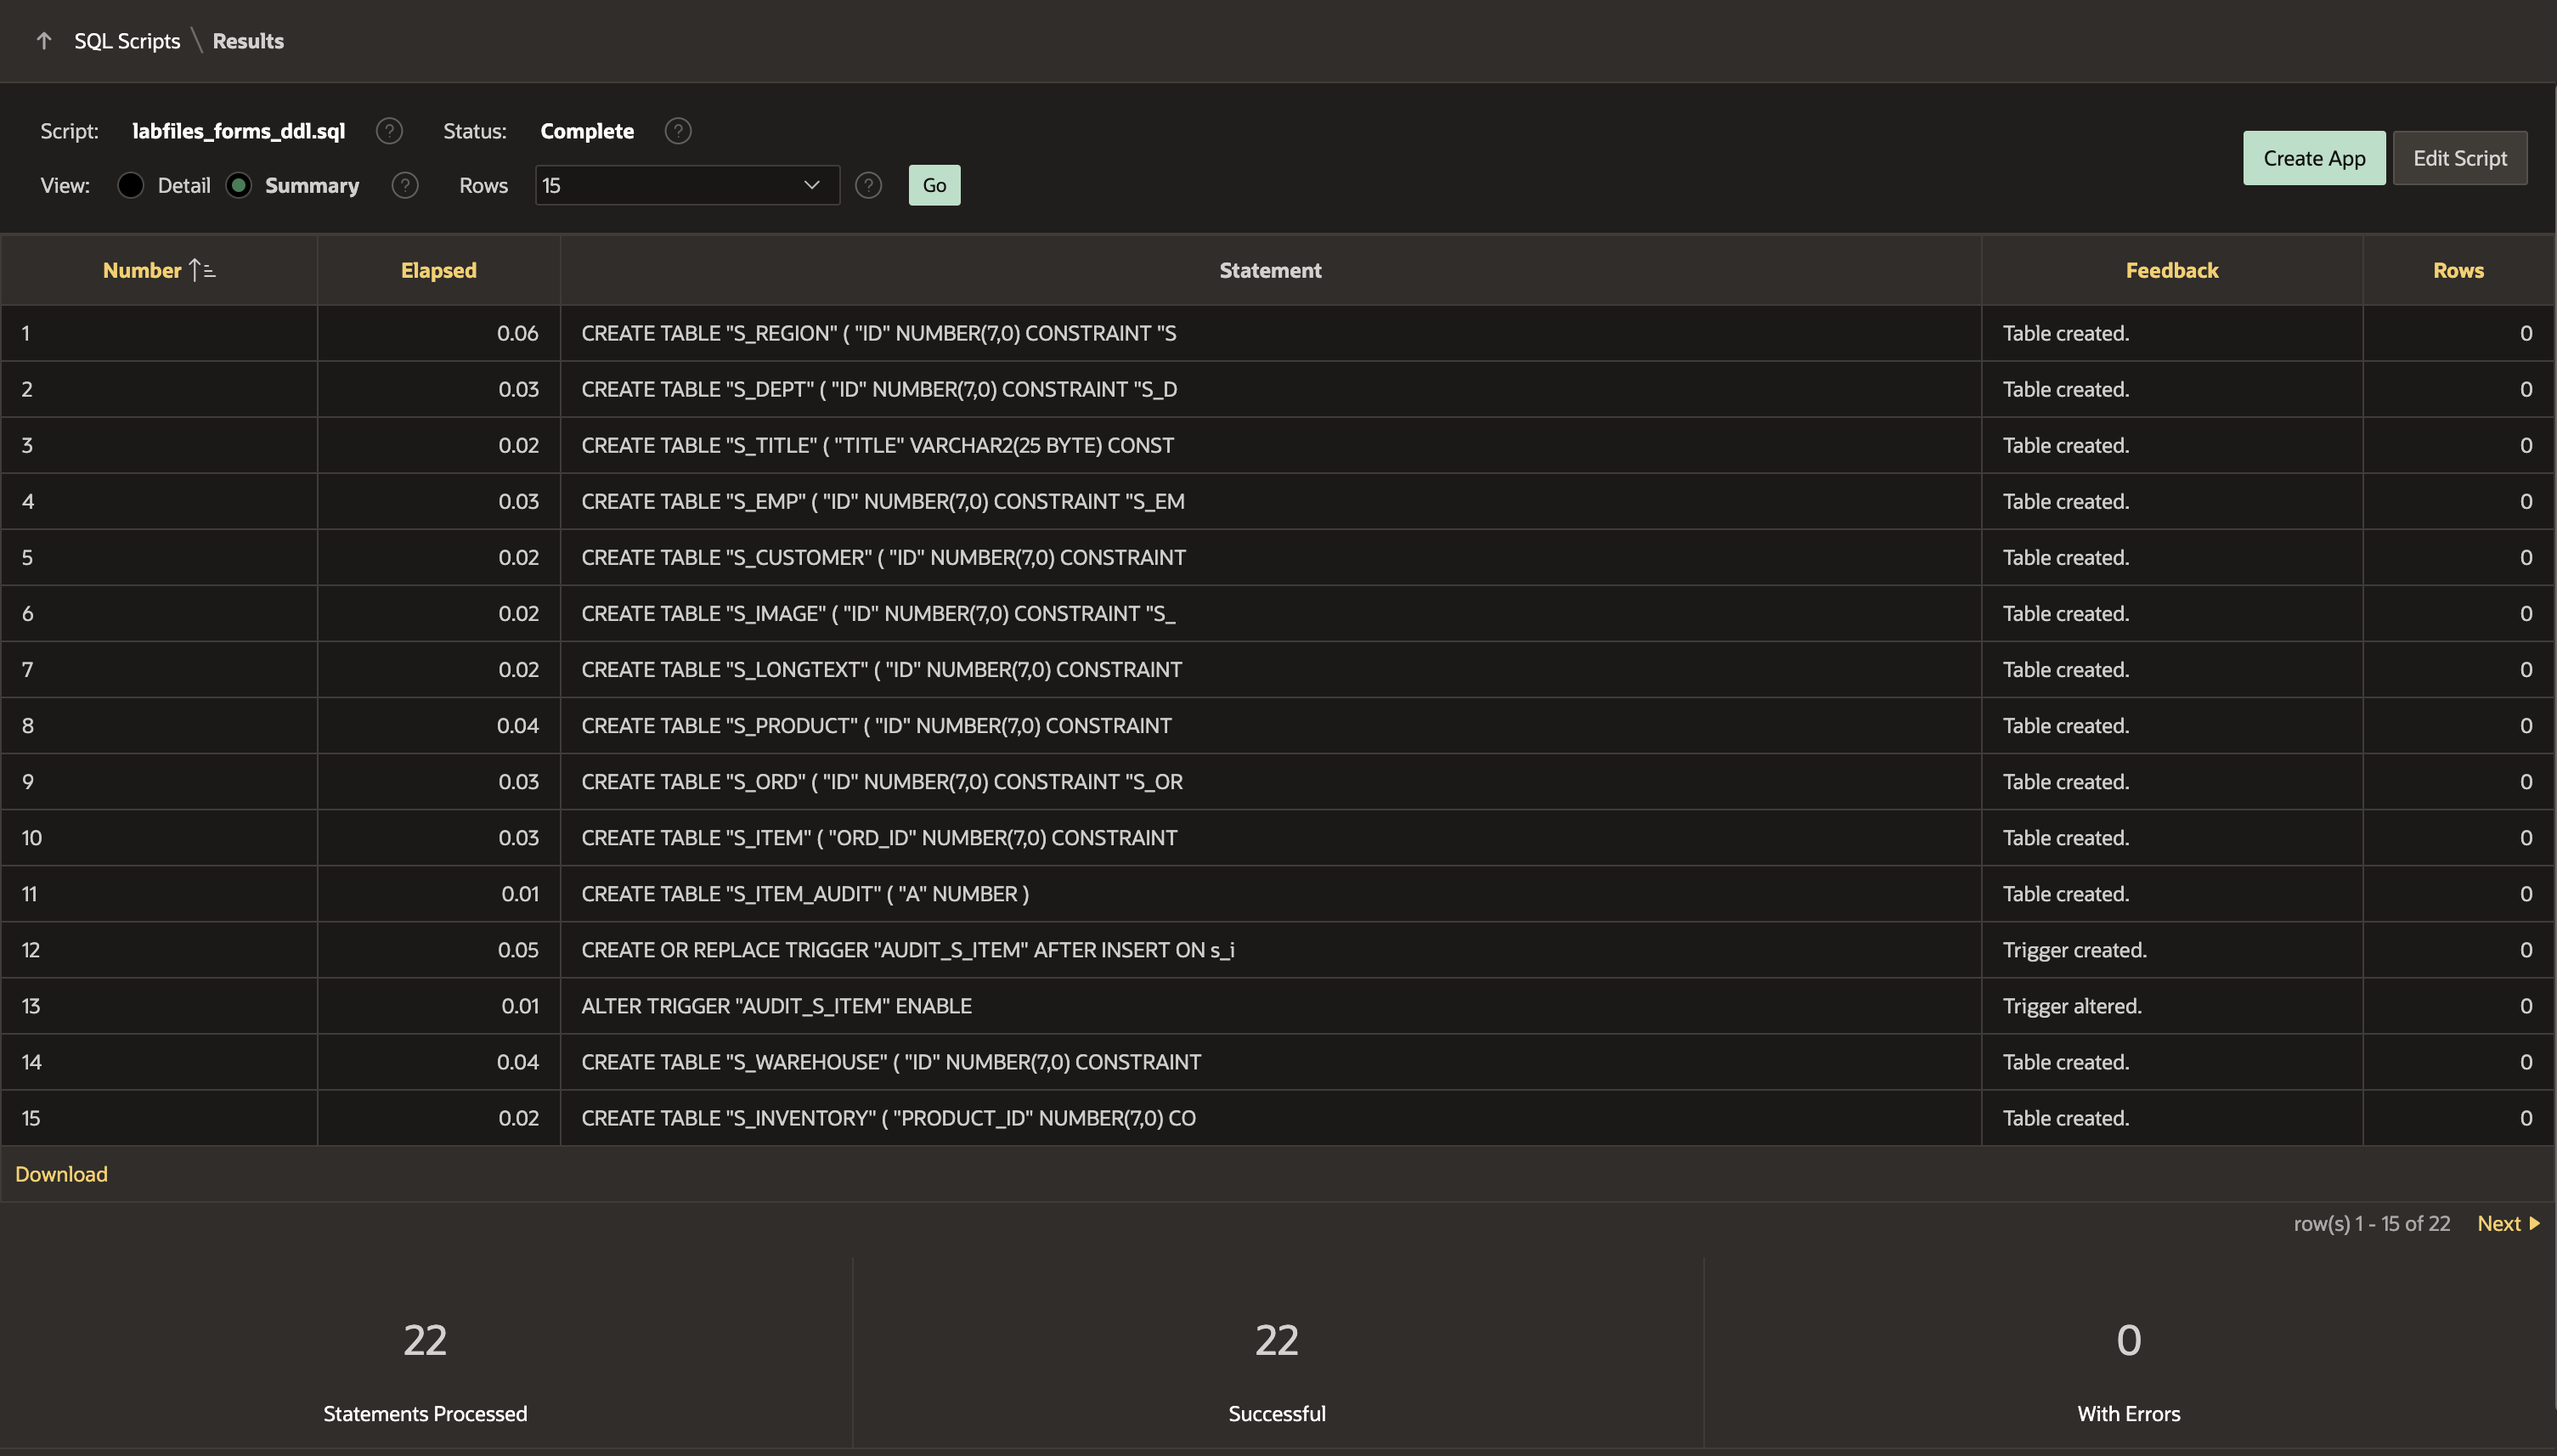 SQL Scripts \ Results
Script: labfiles_forms_ddl.sql ? Status: Complete ?
View: Detail Summary ? Rows 15 ? Go
Create App Edit Script
Number Elapsed Statement Feedback Rows
1 0.06 CREATE TABLE "S_REGION" ( "ID" NUMBER(7,0) CONSTRAINT "S Table created. 0
2 0.03 CREATE TABLE "S_DEPT" ( "ID" NUMBER(7,0) CONSTRAINT "S_D Table created. 0
3 0.02 CREATE TABLE "S_TITLE" ( "TITLE" VARCHAR2(25 BYTE) CONST Table created. 0
4 0.03 CREATE TABLE "S_EMP" ( "ID" NUMBER(7,0) CONSTRAINT "S_EM Table created. 0
5 0.02 CREATE TABLE "S_CUSTOMER" ( "ID" NUMBER(7,0) CONSTRAINT Table created. 0
6 0.02 CREATE TABLE "S_IMAGE" ( "ID" NUMBER(7,0) CONSTRAINT "S_ Table created. 0
7 0.02 CREATE TABLE "S_LONGTEXT" ( "ID" NUMBER(7,0) CONSTRAINT Table created. 0
8 0.04 CREATE TABLE "S_PRODUCT" ( "ID" NUMBER(7,0) CONSTRAINT Table created. 0
9 0.03 CREATE TABLE "S_ORD" ( "ID" NUMBER(7,0) CONSTRAINT "S_OR Table created. 0
10 0.03 CREATE TABLE "S_ITEM" ( "ORD_ID" NUMBER(7,0) CONSTRAINT Table created. 0
11 0.01 CREATE TABLE "S_ITEM_AUDIT" ( "A" NUMBER ) Table created. 0
12 0.05 CREATE OR REPLACE TRIGGER "AUDIT_S_ITEM" AFTER INSERT ON s_i Trigger created. 0
13 0.01 ALTER TRIGGER "AUDIT_S_ITEM" ENABLE Trigger altered. 0
14 0.04 CREATE TABLE "S_WAREHOUSE" ( "ID" NUMBER(7,0) CONSTRAINT Table created. 0
15 0.02 CREATE TABLE "S_INVENTORY" ( "PRODUCT_ID" NUMBER(7,0) CO Table created. 0
Download
row(s) 1 - 15 of 22 Next
22 22 0
Statements Processed Successful With Errors